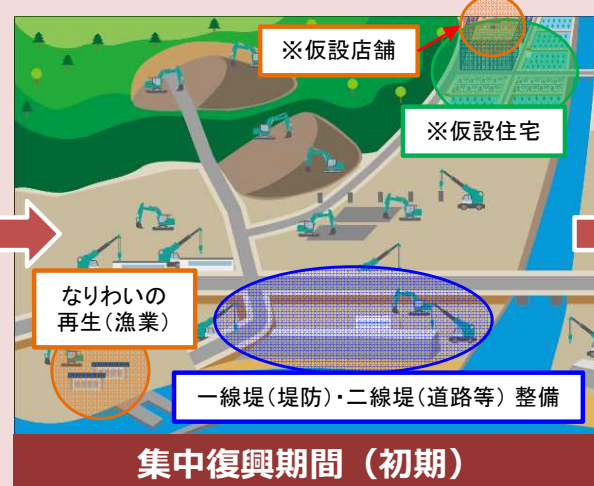 ※仮設店舗
※仮設住宅
なりわいの
再生(漁業)
一線堤(堤防)・二線堤(道路等) 整備
集中復興期間（初期）